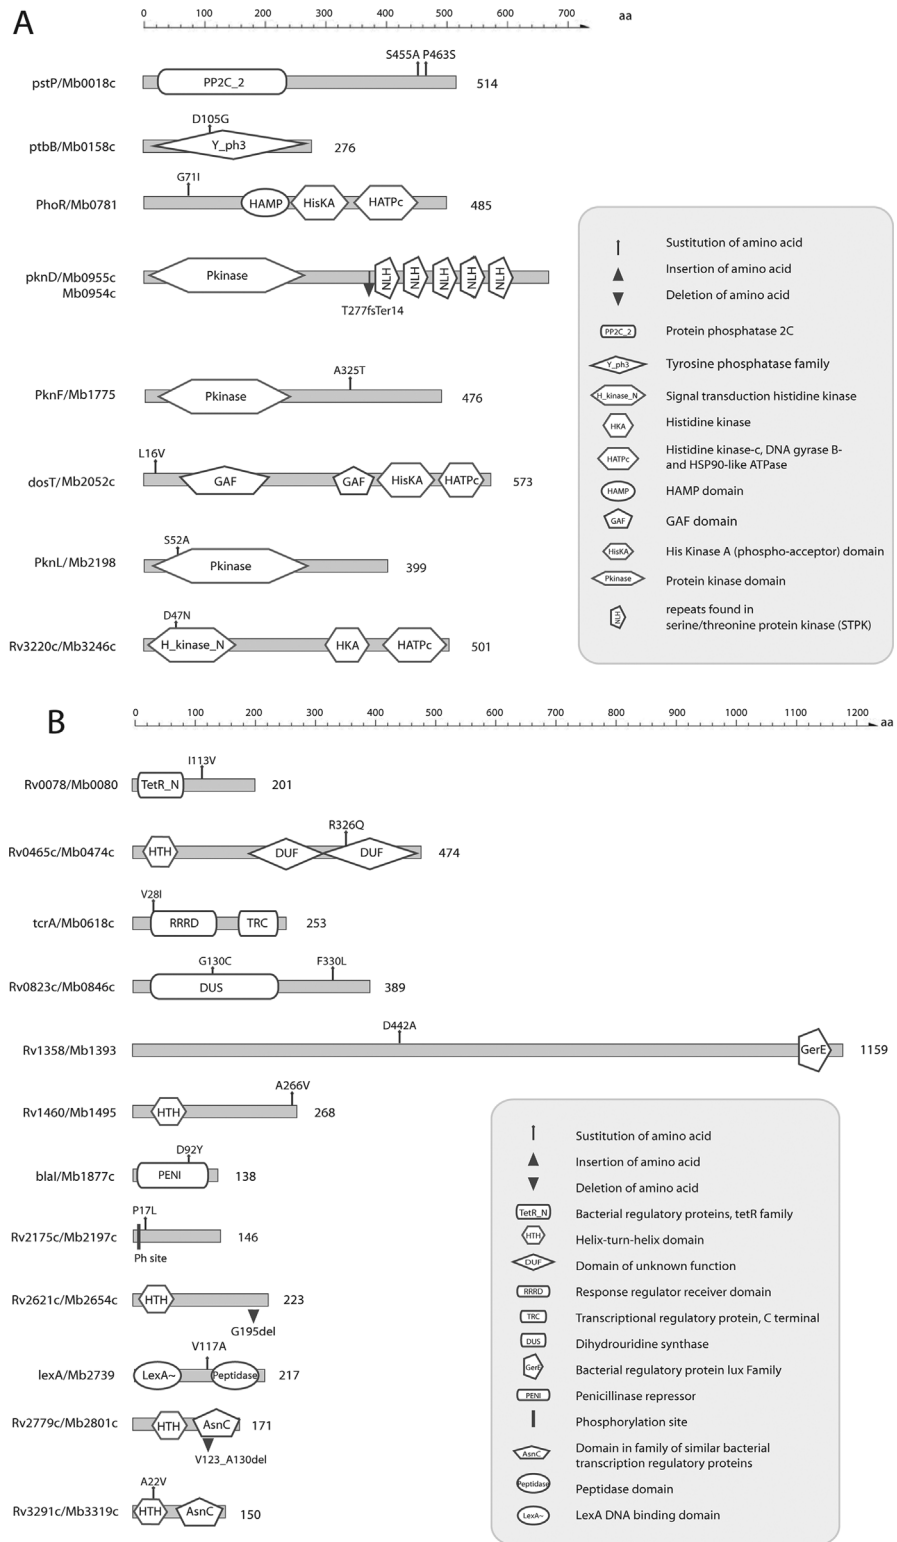 A
0 100 200 300 400 500 600 700 aa
S455A P463S
pstP/Mb0018c PP2C_2 514
D105G
ptbB/Mb0158c Y_ph3 276
G71I
PhoR/Mb0781 HAMP HisKA HATPc 485
pknD/Mb0955c Pkinase NLH NLH NLH NLH NLH
Mb0954c
T277fsTer14
A325T
PknF/Mb1775 Pkinase 476
L16V
dosT/Mb2052c GAF GAF HisKA HATPc 573
S52A
PknL/Mb2198 Pkinase 399
D47N
Rv3220c/Mb3246c H_kinase_N HKA HATPc 501
Sustitution of amino acid
Insertion of amino acid
Deletion of amino acid
PP2C_2 Protein phosphatase 2C
Y_ph3 Tyrosine phosphatase family
H_kinase_N Signal transduction histidine kinase
HKA Histidine kinase
HATPc Histidine kinase-c, DNA gyrase B-
and HSP90-like ATPase
HAMP HAMP domain
GAF GAF domain
HisKA His Kinase A (phospho-acceptor) domain
Pkinase Protein kinase domain
NLH repeats found in
serine/threonine protein kinase (STPK)
B
0 100 200 300 400 500 600 700 800 900 1000 1100 1200 aa
I113V
Rv0078/Mb0080 TetR_N 201
R326Q
Rv0465c/Mb0474c HTH DUF DUF 474
V28I
tcrA/Mb0618c RRRD TRC 253
G130C F330L
Rv0823c/Mb0846c DUS 389
D442A
Rv1358/Mb1393 GerE 1159
A266V
Rv1460/Mb1495 HTH 268
D92Y
blaI/Mb1877c PENI 138
P17L
Rv2175c/Mb2197c 146
Ph site
Rv2621c/Mb2654c HTH 223
G195del
V117A
lexA/Mb2739 LexA~ Peptidase 217
Rv2779c/Mb2801c HTH AsnC 171
V123_A130del
A22V
Rv3291c/Mb3319c HTH AsnC 150
Sustitution of amino acid
Insertion of amino acid
Deletion of amino acid
TetR_N Bacterial regulatory proteins, tetR family
HTH Helix-turn-helix domain
DUF Domain of unknown function
RRRD Response regulator receiver domain
TRC Transcriptional regulatory protein, C terminal
DUS Dihydrouridine synthase
GerE Bacterial regulatory protein lux Family
PENI Penicillinase repressor
Phosphorylation site
AsnC Domain in family of similar bacterial
transcription regulatory proteins
Peptidase Peptidase domain
LexA~ LexA DNA binding domain